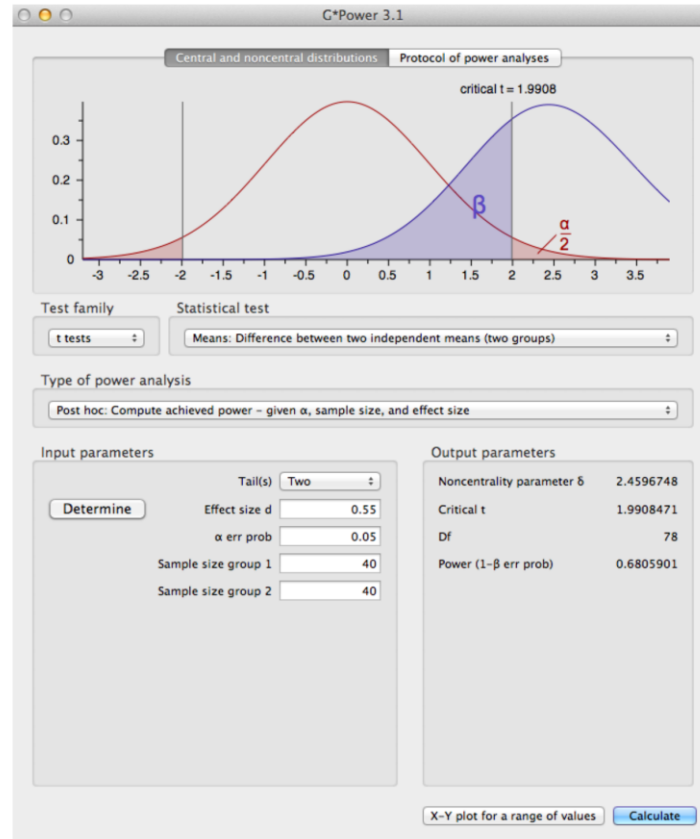 G*Power 3.1
Central and noncentral distributions Protocol of power analyses
critical t = 1.9908
0.3
0.2
0.1
0
β
α
2
-3 -2.5 -2 -1.5 -1 -0.5 0 0.5 1 1.5 2 2.5 3 3.5
Test family Statistical test
t tests Means: Difference between two independent means (two groups)
Type of power analysis
Post hoc: Compute achieved power – given α, sample size, and effect size
Input parameters
Tail(s) Two
Determine Effect size d 0.55
α err prob 0.05
Sample size group 1 40
Sample size group 2 40
Output parameters
Noncentrality parameter δ 2.4596748
Critical t 1.9908471
Df 78
Power (1-β err prob) 0.6805901
X-Y plot for a range of values Calculate